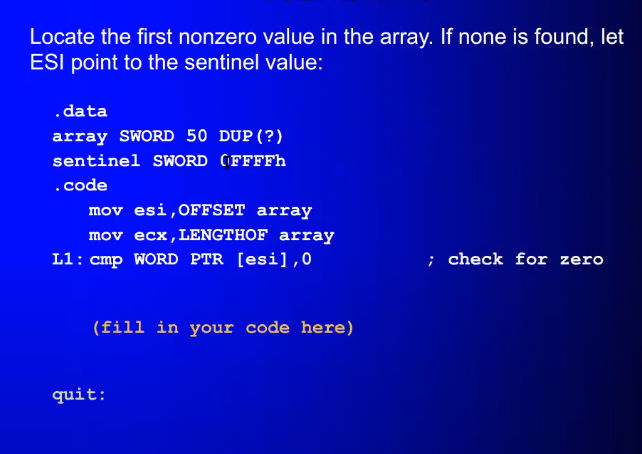 Locate the first nonzero value in the array. If none is found, let
ESI point to the sentinel value:
.data
array SWORD 50 DUP(?)
sentinel SWORD 0FFFFh
.code
mov esi,OFFSET array
mov ecx,LENGTHOF array
L1: cmp WORD PTR [esi],0 ; check for zero
(fill in your code here)
quit: